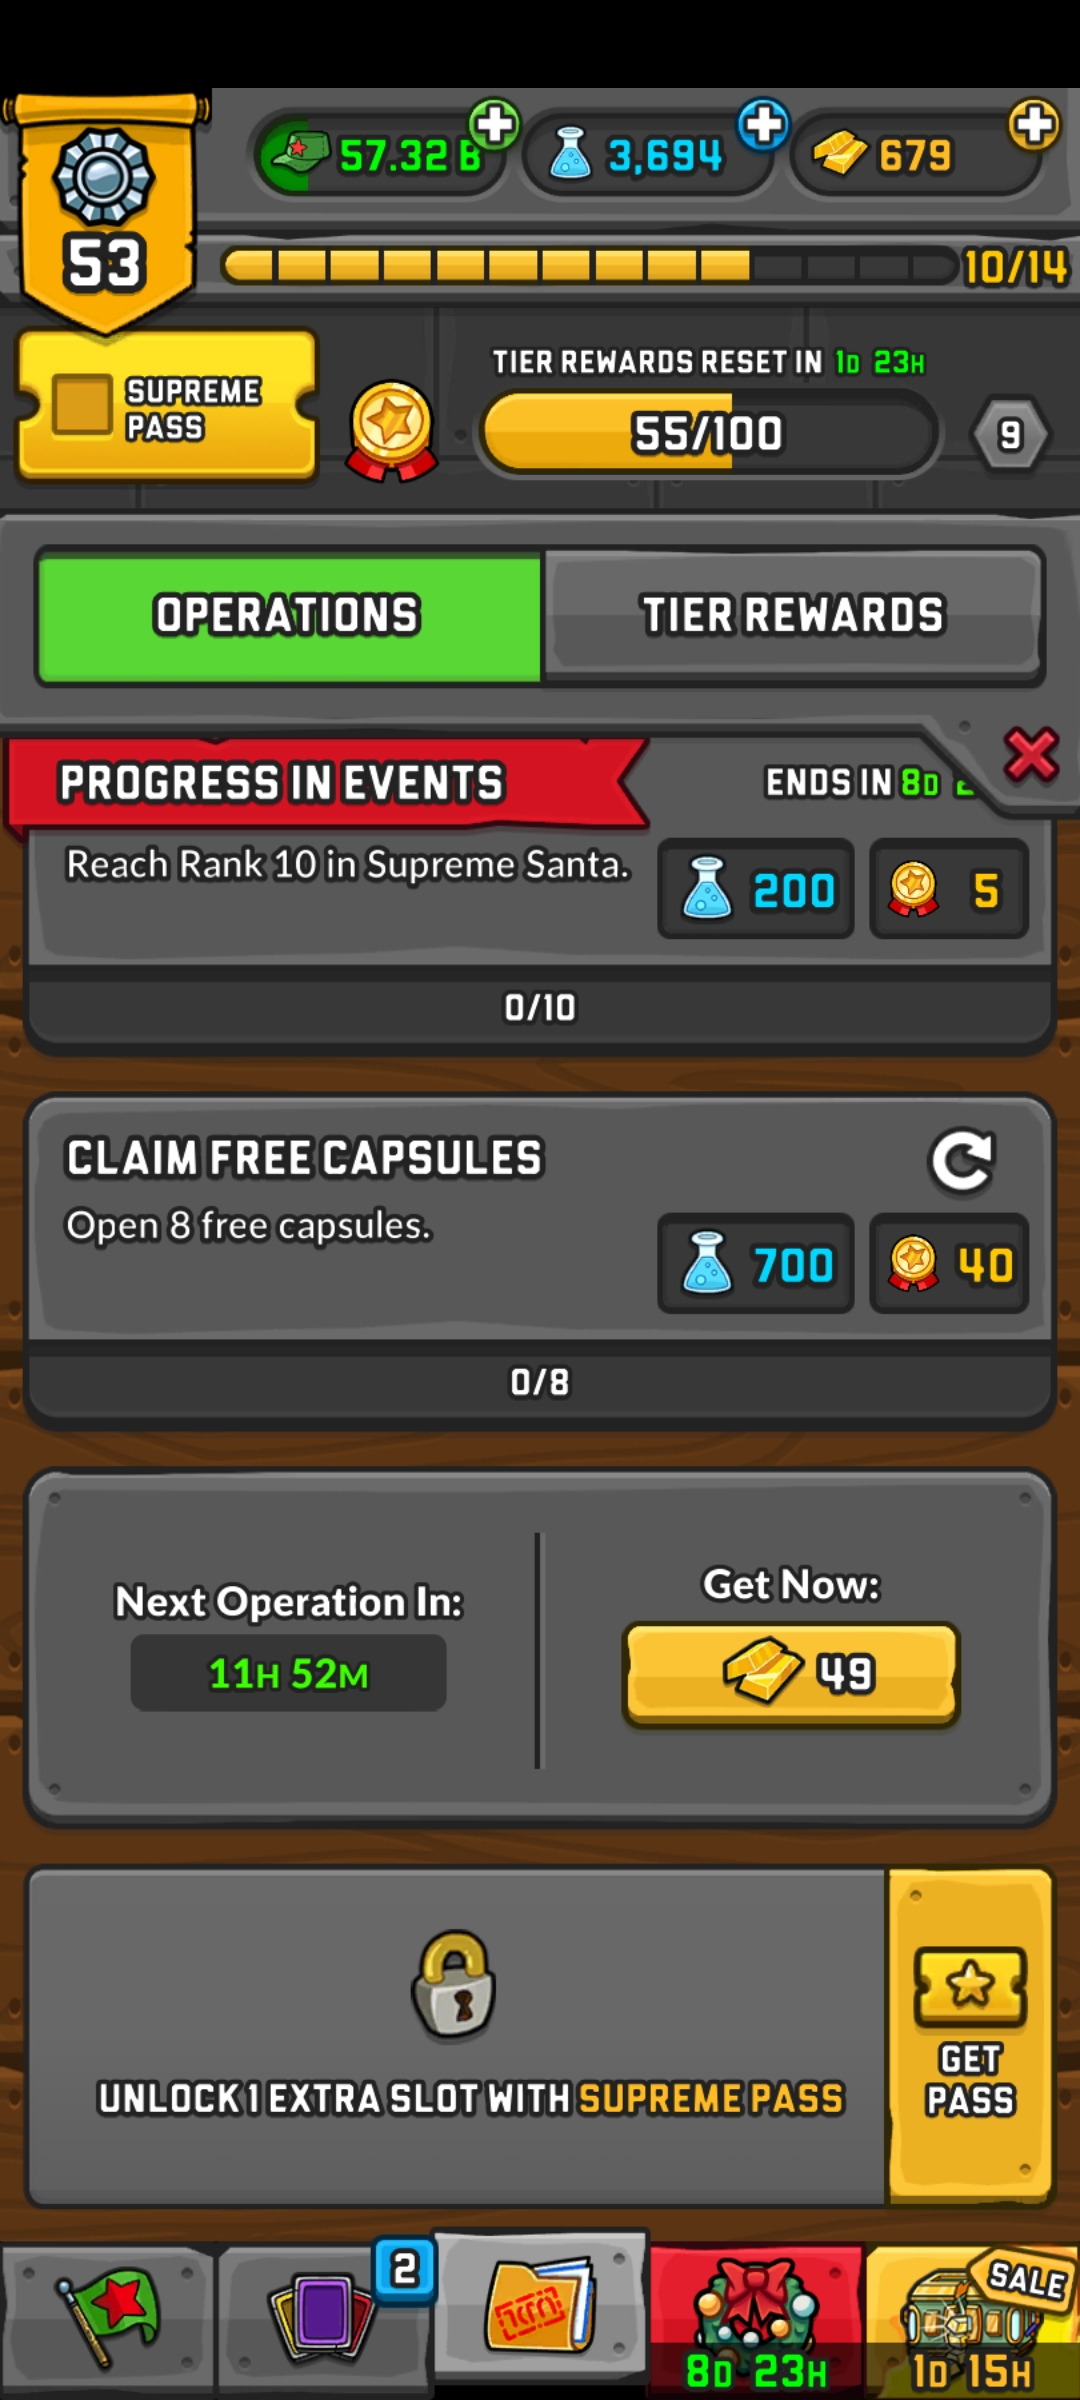 57.32 B
3,694
679
53
10/14
SUPREME
PASS
TIER REWARDS RESET IN 1D 23H
55/100
9
OPERATIONS
TIER REWARDS
PROGRESS IN EVENTS
ENDS IN 8D
Reach Rank 10 in Supreme Santa.
200
5
0/10
CLAIM FREE CAPSULES
Open 8 free capsules.
700
40
0/8
Next Operation In:
11H 52M
Get Now:
49
UNLOCK 1 EXTRA SLOT WITH SUPREME PASS
GET
PASS
2
SALE
8D 23H
1D 15H